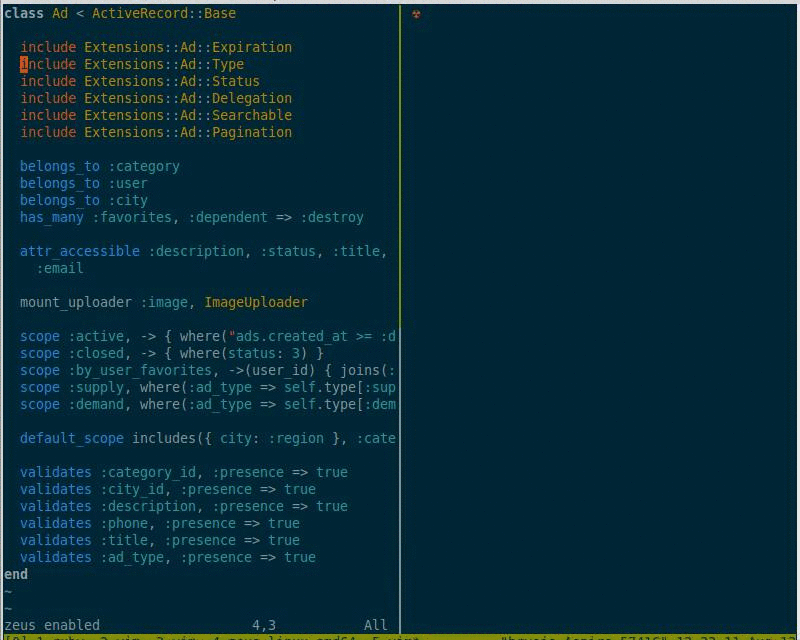 class Ad < ActiveRecord::Base
include Extensions::Ad::Expiration
include Extensions::Ad::Type
include Extensions::Ad::Status
include Extensions::Ad::Delegation
include Extensions::Ad::Searchable
include Extensions::Ad::Pagination
belongs_to :category
belongs_to :user
belongs_to :city
has_many :favorites, :dependent => :destroy
attr_accessible :description, :status, :title,
:email
mount_uploader :image, ImageUploader
scope :active, -> { where("ads.created_at >= :d
scope :closed, -> { where(status: 3) }
scope :by_user_favorites, ->(user_id) { joins(:
scope :supply, where(:ad_type => self.type[:sup
scope :demand, where(:ad_type => self.type[:dem
default_scope includes({ city: :region }, :cate
validates :category_id, :presence => true
validates :city_id, :presence => true
validates :description, :presence => true
validates :phone, :presence => true
validates :title, :presence => true
validates :ad_type, :presence => true
end
~
~
zeus enabled 4,3 All